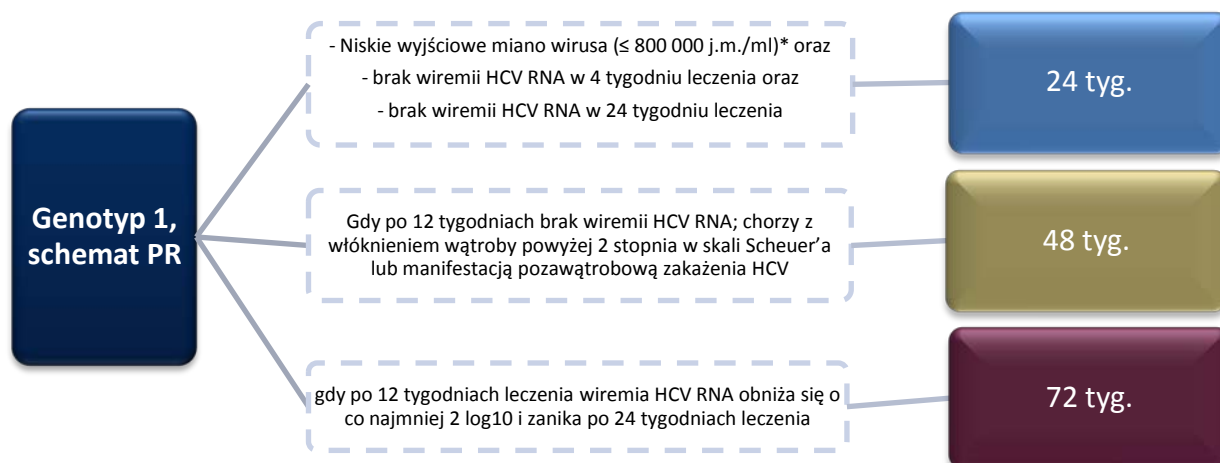 Genotyp 1,
schemat PR
- Niskie wyjściowe miano wirusa (≤ 800 000 j.m./ml)* oraz
- brak wiremii HCV RNA w 4 tygodniu leczenia oraz
- brak wiremii HCV RNA w 24 tygodniu leczenia
24 tyg.
Gdy po 12 tygodniach brak wiremii HCV RNA; chorzy z
włóknieniem wątroby powyżej 2 stopnia w skali Scheuer’a
lub manifestacją pozawątrobową zakażenia HCV
48 tyg.
gdy po 12 tygodniach leczenia wiremia HCV RNA obniża się o
co najmniej 2 log10 i zanika po 24 tygodniach leczenia
72 tyg.